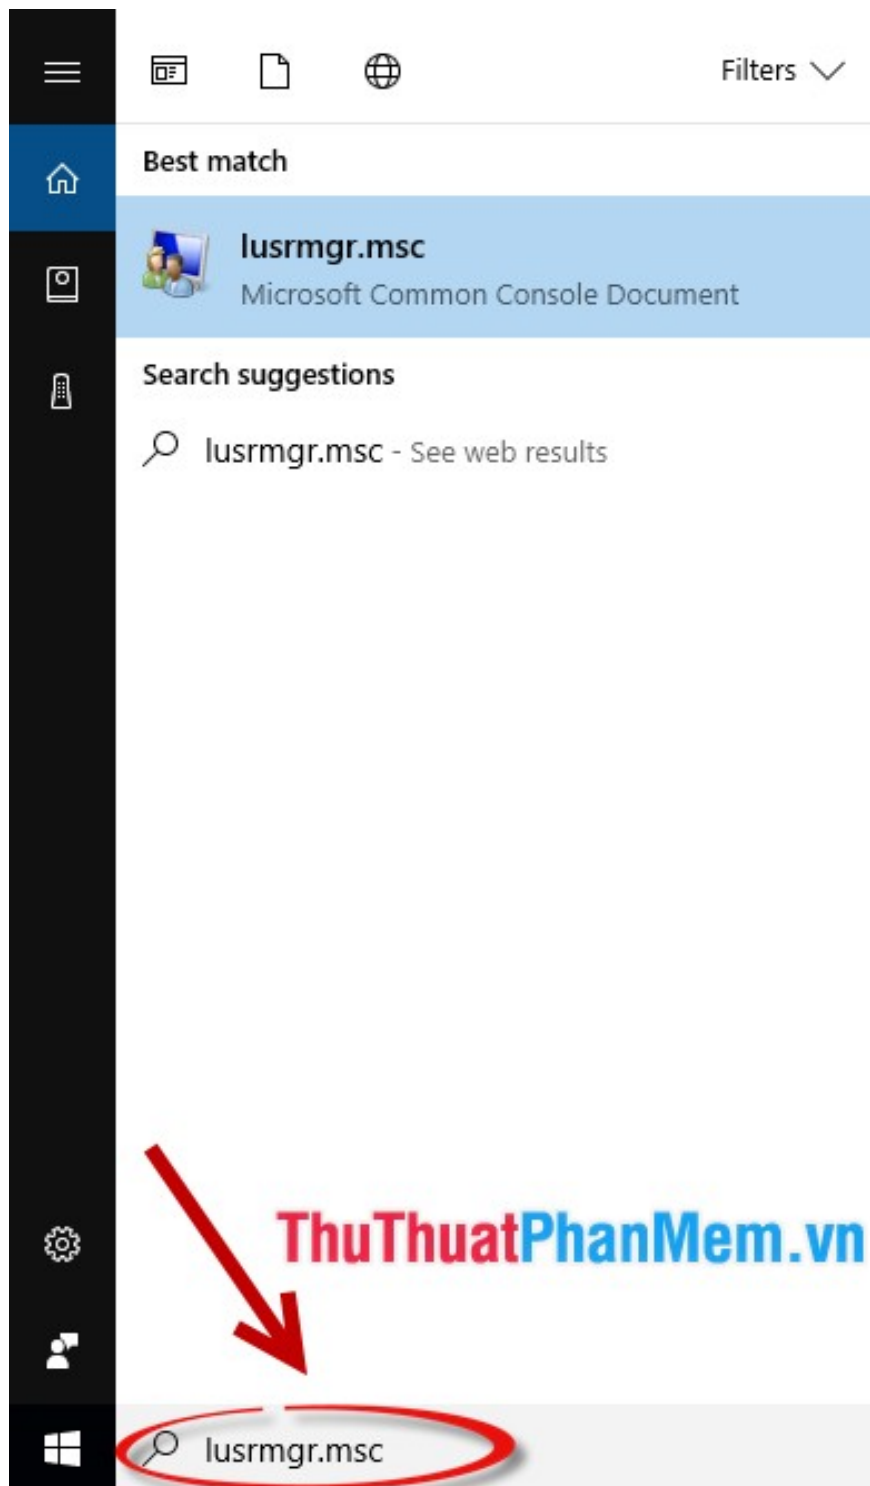 Filters
Best match
lusrmgr.msc
Microsoft Common Console Document
Search suggestions
lusrmgr.msc - See web results
ThuThuatPhanMem.vn
lusrmgr.msc